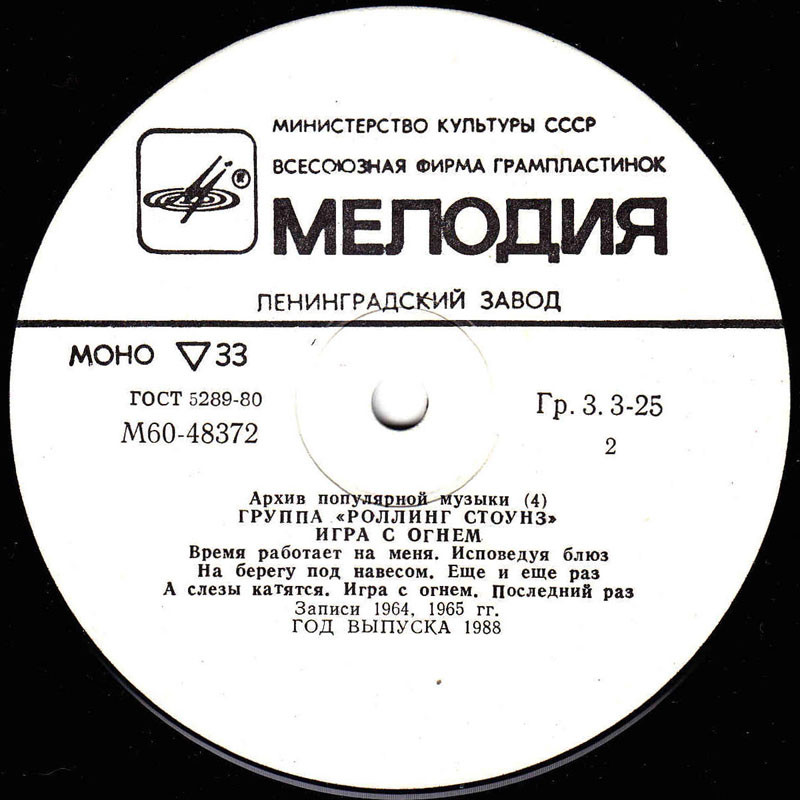 МИНИСТЕРСТВО КУЛЬТУРЫ СССР
ВСЕСОЮЗНАЯ ФИРМА ГРАМПЛАСТИНОК
®
МЕЛОДИЯ
ЛЕНИНГРАДСКИЙ ЗАВОД
МОНО ▽ 33
ГОСТ 5289-80
М60-48372
Гр. 3. 3-25
2
Архив популярной музыки (4)
ГРУППА «РОЛЛИНГ СТОУНЗ»
ИГРА С ОГНЕМ
Время работает на меня. Исповедуя блюз
На берегу под навесом. Еще и еще раз
А слезы катятся. Игра с огнем. Последний раз
Записи 1964, 1965 гг.
ГОД ВЫПУСКА 1988